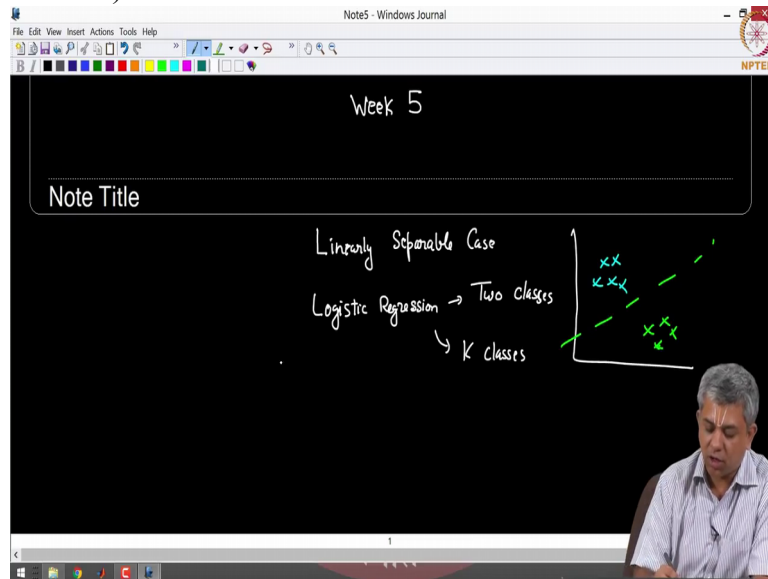 Note5 - Windows Journal
File Edit View Insert Actions Tools Help
B I
NPTEL
Week 5
Note Title
Linearly Separable Case
Logistic Regression → Two classes
↳ K classes
1